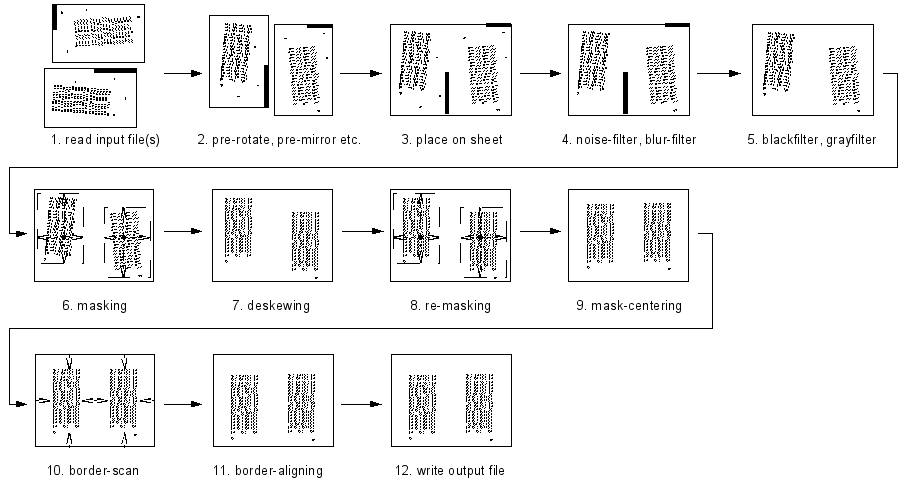 1. read input file(s)
2. pre-rotate, pre-mirror etc.
3. place on sheet
4. noise-filter, blur-filter
5. blackfilter, grayfilter
6. masking
7. deskewing
8. re-masking
9. mask-centering
10. border-scan
11. border-aligning
12. write output file